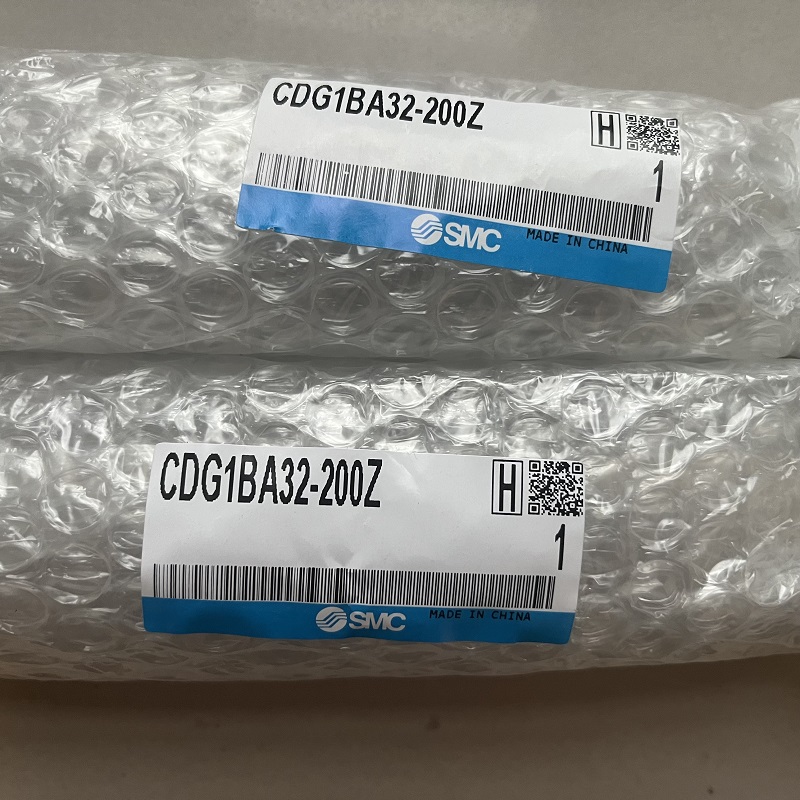 CDG1BA32-200Z
H
1
SMC MADE IN CHINA
CDG1BA32-200Z
H
1
SMC MADE IN CHINA